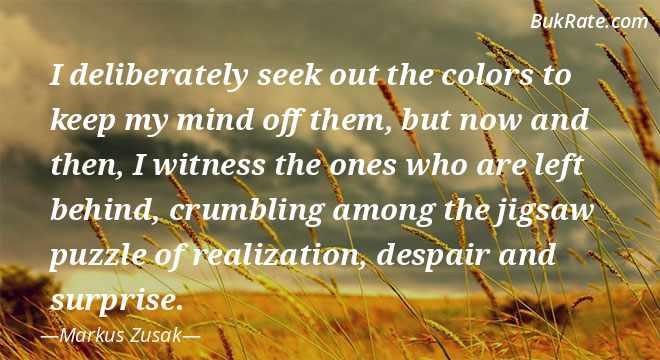 BukRate.com
I deliberately seek out the colors to
keep my mind off them, but now and
then, I witness the ones who are left
behind, crumbling among the jigsaw
puzzle of realization, despair and
surprise.
—Markus Zusak—